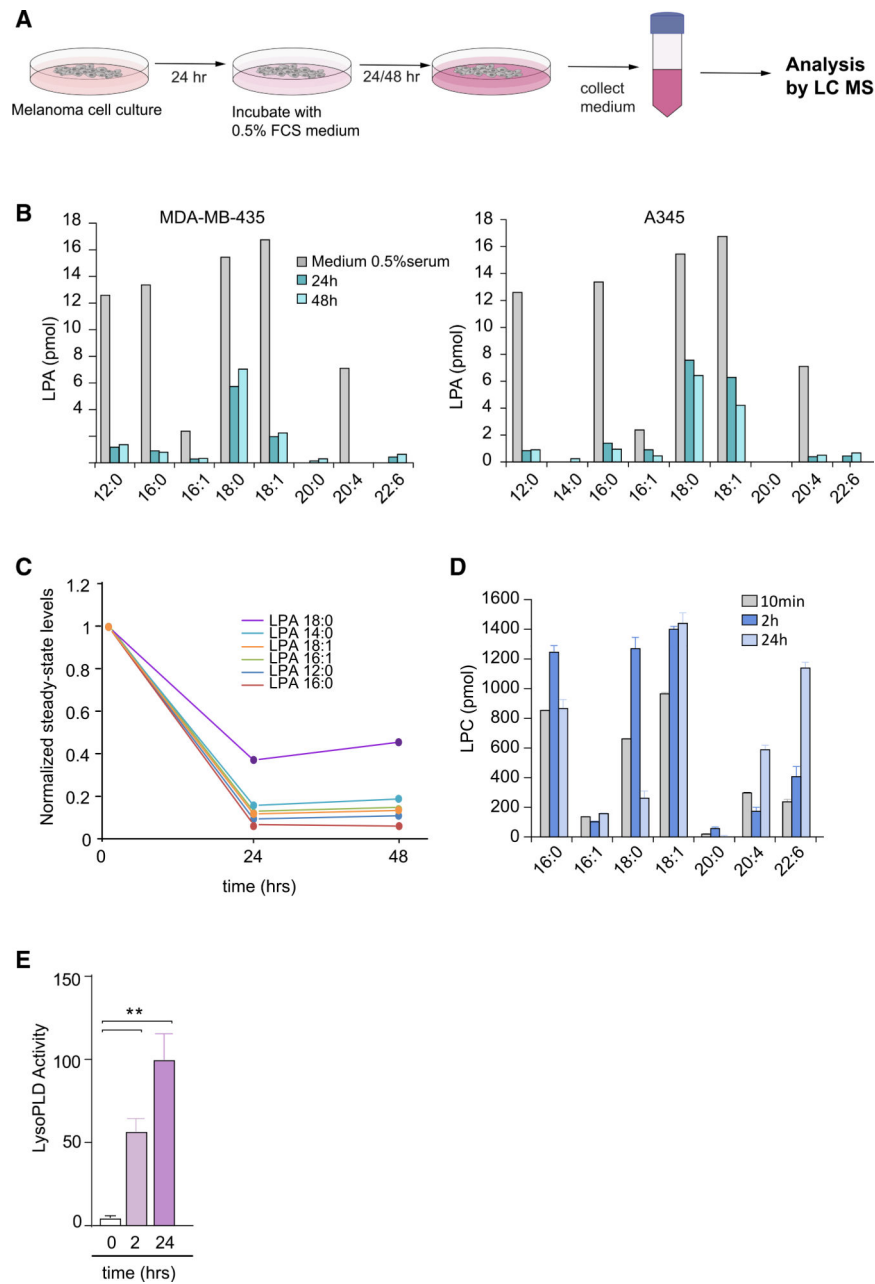 A
24 hr
24/48 hr
Melanoma cell culture
Incubate with
0.5% FCS medium
collect
medium
Analysis
by LC MS
B
MDA-MB-435
LPA (pmol)
18
16
14
12
10
8
6
4
Medium 0.5%serum
24h
48h
12:0
16:0
16:1
18:0
18:1
20:0
20:4
22:6
A345
LPA (pmol)
18
16
14
12
10
8
6
4
2
0
12:0
14:0
16:0
16:1
18:0
18:1
20:0
20:4
22:6
C
Normalized steady-state levels
1.2
1
0.8
0.6
0.4
0.2
0
LPA 18:0
LPA 14:0
LPA 18:1
LPA 16:1
LPA 12:0
LPA 16:0
0
24
48
time (hrs)
D
LPC (pmol)
1600
1400
1200
1000
800
600
400
200
0
10min
2h
24h
16:0
16:1
18:0
18:1
20:0
20:4
22:6
E
LysoPLD Activity
150
100
50
0
**
0 2 24
time (hrs)